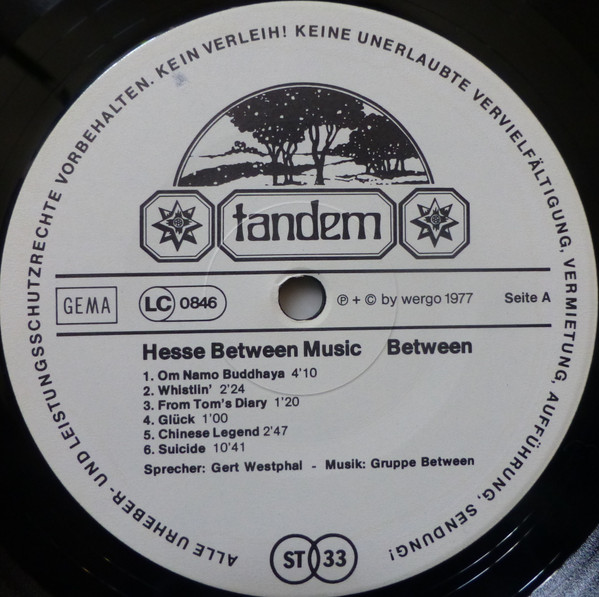 ALLE URHEBER- UND LEISTUNGSSCHUTZRECHTE VORBEHALTEN. KEIN VERLEIH! KEINE UNERLAUBTE VERVIELFÄLTIGUNG, VERMIETUNG, AUFFÜHRUNG, SENDUNG!
tandem
GEMA LC 0846 ℗ + © by wergo 1977 Seite A
Hesse Between Music Between
1. Om Namo Buddhaya 4'10
2. Whistlin' 2'24
3. From Tom's Diary 1'20
4. Glück 1'00
5. Chinese Legend 2'47
6. Suicide 10'41
Sprecher: Gert Westphal - Musik: Gruppe Between
ST 33